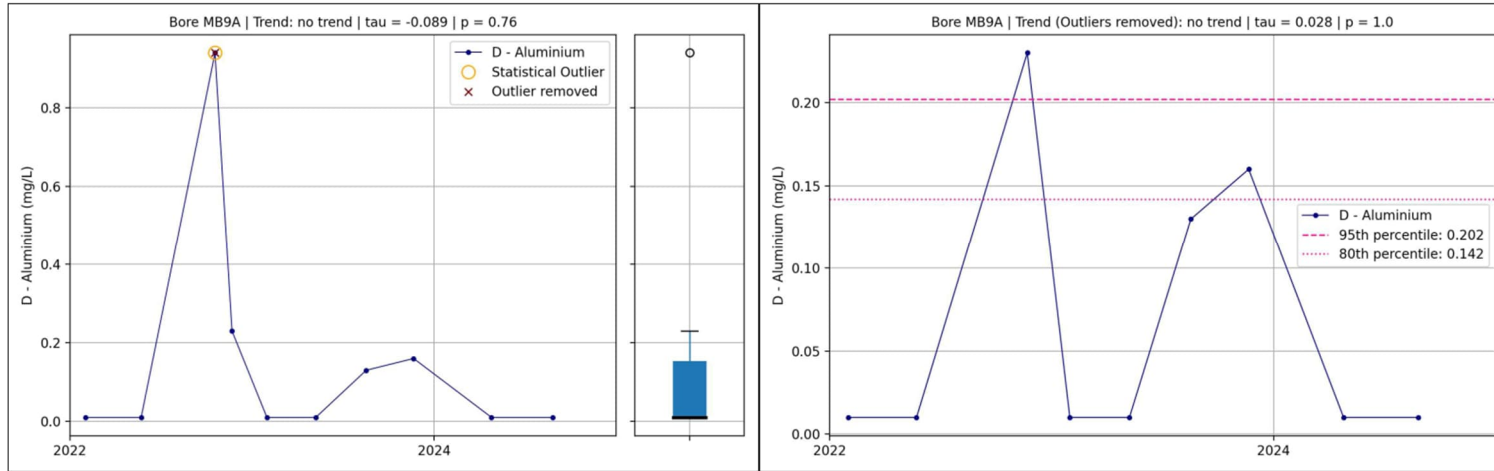 Bore MB9A | Trend: no trend | tau = -0.089 | p = 0.76
D - Aluminium
Statistical Outlier
Outlier removed
D - Aluminium (mg/L)
0.8
0.6
0.4
0.2
0.0
2022
2024
Bore MB9A | Trend (Outliers removed): no trend | tau = 0.028 | p = 1.0
D - Aluminium (mg/L)
0.20
0.15
0.10
0.05
0.00
D - Aluminium
95th percentile: 0.202
80th percentile: 0.142
2022
2024